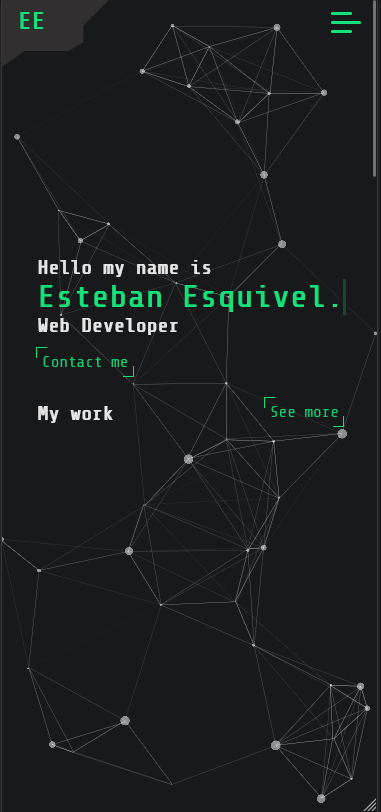 EE
Hello my name is
Esteban Esquivel.
Web Developer
Contact me
My work
See more